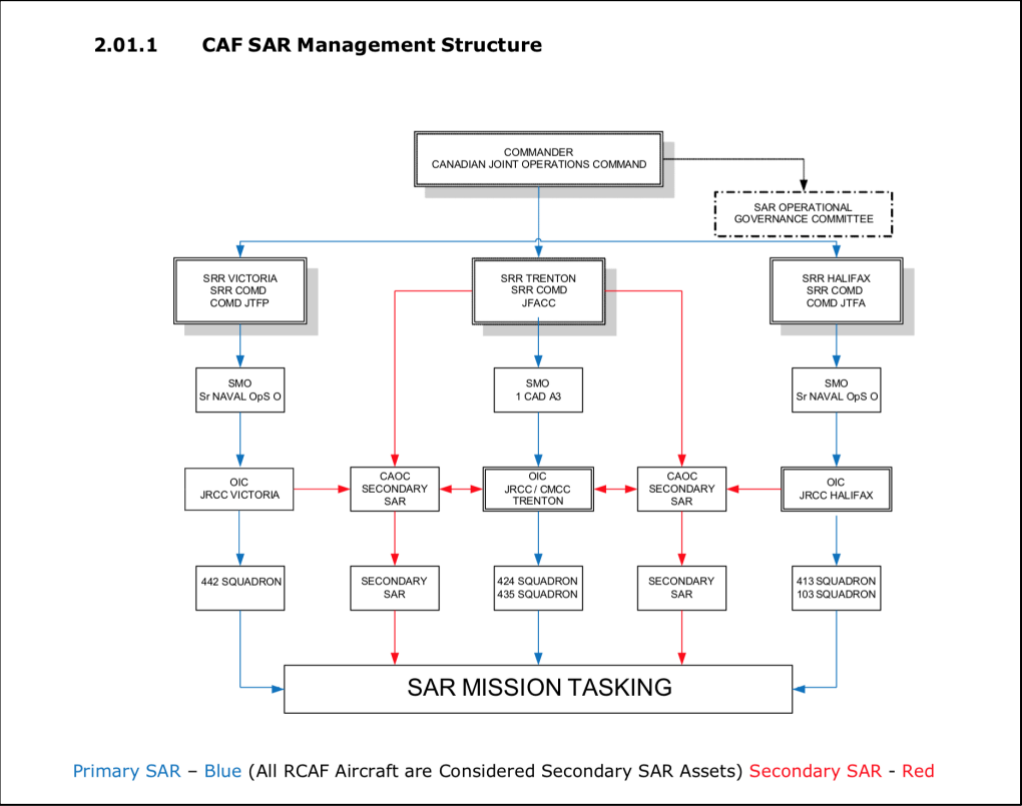 2.01.1 CAF SAR Management Structure
COMMANDER
CANADIAN JOINT OPERATIONS COMMAND
SAR OPERATIONAL
GOVERNANCE COMMITTEE
SRR VICTORIA
SRR COMD
COMD JTFP
SRR TRENTON
SRR COMD
JFACC
SRR HALIFAX
SRR COMD
COMD JTFA
SMO
Sr NAVAL OpS O
SMO
1 CAD A3
SMO
Sr NAVAL OpS O
OIC
JRCC VICTORIA
CAOC
SECONDARY
SAR
OIC
JRCC / CMCC
TRENTON
CAOC
SECONDARY
SAR
OIC
JRCC HALIFAX
442 SQUADRON
SECONDARY
SAR
424 SQUADRON
435 SQUADRON
SECONDARY
SAR
413 SQUADRON
103 SQUADRON
SAR MISSION TASKING
Primary SAR – Blue (All RCAF Aircraft are Considered Secondary SAR Assets) Secondary SAR - Red